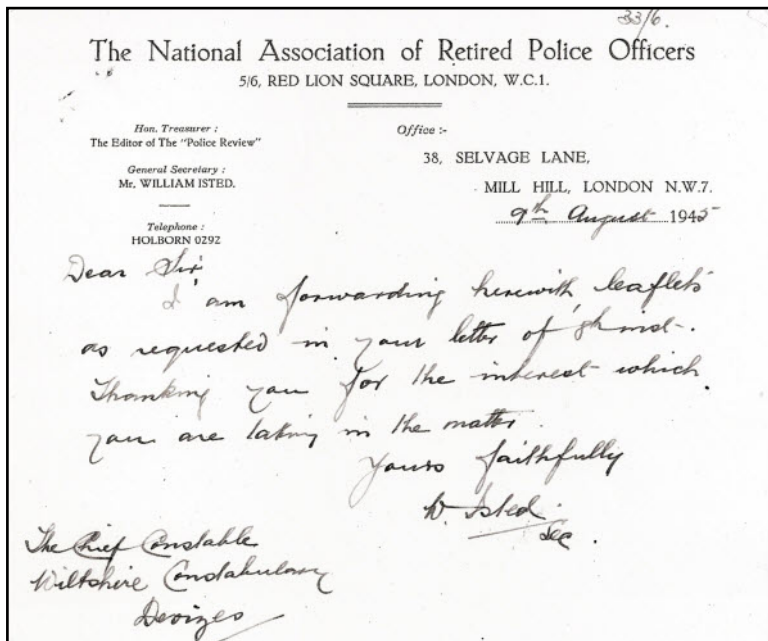 33/6.
The National Association of Retired Police Officers
5/6, RED LION SQUARE, LONDON, W.C.1.
Hon. Treasurer :
The Editor of The "Police Review"
General Secretary :
Mr. WILLIAM ISTED.
Telephone :
HOLBORN 0292
Office :-
38, SELVAGE LANE,
MILL HILL, LONDON N.W.7.
9th August 1945
Dear Sir
I am forwarding herewith, leaflets
as requested in your letter of 8th inst.
Thanking you for the interest which
you are taking in the matter.
Yours faithfully
W. Isted.
Sec.
The Chief Constable
Wiltshire Constabulary
Devizes